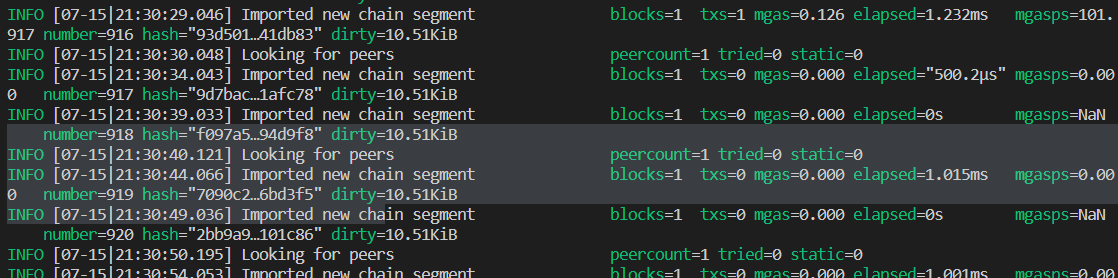 INFO [07-15|21:30:29.046] Imported new chain segment blocks=1 txs=1 mgas=0.126 elapsed=1.232ms mgasps=101.
917 number=916 hash="93d501…41db83" dirty=10.51KiB
INFO [07-15|21:30:30.048] Looking for peers peercount=1 tried=0 static=0
INFO [07-15|21:30:34.043] Imported new chain segment blocks=1 txs=0 mgas=0.000 elapsed="500.2µs" mgasps=0.00
0 number=917 hash="9d7bac…1afc78" dirty=10.51KiB
INFO [07-15|21:30:39.033] Imported new chain segment blocks=1 txs=0 mgas=0.000 elapsed=0s mgasps=NaN
number=918 hash="f097a5…94d9f8" dirty=10.51KiB
INFO [07-15|21:30:40.121] Looking for peers peercount=1 tried=0 static=0
INFO [07-15|21:30:44.066] Imported new chain segment blocks=1 txs=0 mgas=0.000 elapsed=1.015ms mgasps=0.00
0 number=919 hash="7090c2…6bd3f5" dirty=10.51KiB
INFO [07-15|21:30:49.036] Imported new chain segment blocks=1 txs=0 mgas=0.000 elapsed=0s mgasps=NaN
number=920 hash="2bb9a9…101c86" dirty=10.51KiB
INFO [07-15|21:30:50.195] Looking for peers peercount=1 tried=0 static=0
INFO [07-15|21:30:54.053] Imported new chain segment blocks=1 txs=0 mgas=0.000 elapsed=1.001ms mgasps=0.00